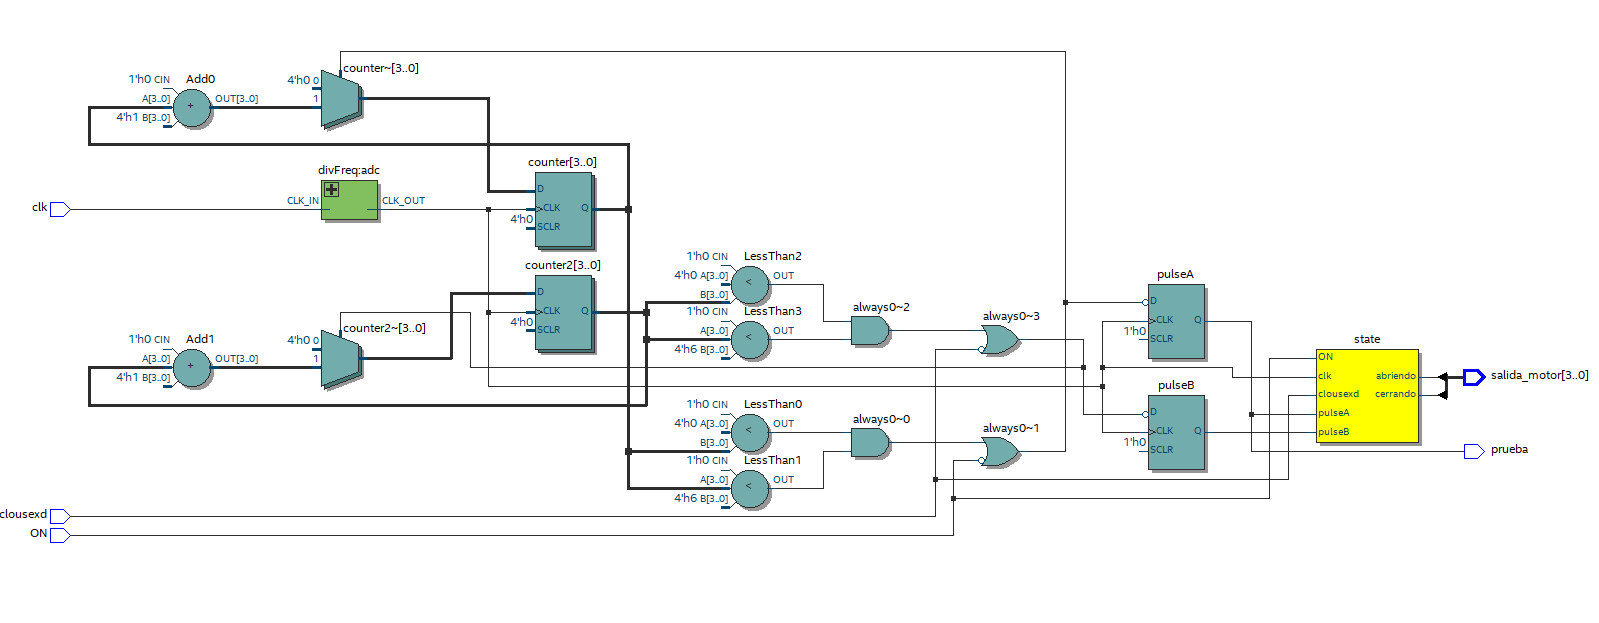 counter~[3..0]
1'h0 CIN
Add0
4'h0 0
A[3..0]
OUT[3..0]
1
4'h1 B[3..0]
counter[3..0]
divFreq:adc
D
clk
CLK_IN
CLK_OUT
CLK
Q
4'h0
SCLR
1'h0 CIN
LessThan2
counter2[3..0]
4'h0 A[3..0]
OUT
pulseA
D
B[3..0]
CLK
Q
1'h0 CIN
LessThan3
always0~2
D
4'h0
SCLR
counter2~[3..0]
A[3..0]
OUT
always0~3
CLK
Q
1'h0
SCLR
1'h0 CIN
Add1
4'h0 0
4'h6 B[3..0]
state
A[3..0]
OUT[3..0]
1
ON
4'h1 B[3..0]
clk
abriendo
salida_motor[3..0]
pulseB
clousexd
cerrando
1'h0 CIN
LessThan0
D
pulseA
4'h0 A[3..0]
OUT
always0~0
always0~1
CLK
Q
pulseB
B[3..0]
1'h0
SCLR
prueba
1'h0 CIN
LessThan1
A[3..0]
OUT
4'h6 B[3..0]
clousexd
ON